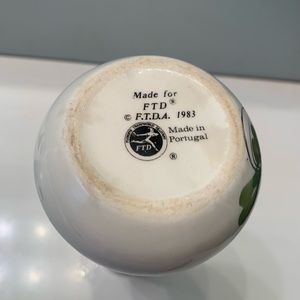 Made for
FTD®
© F.T.D.A. 1983
Made in
Portugal
FTD
®